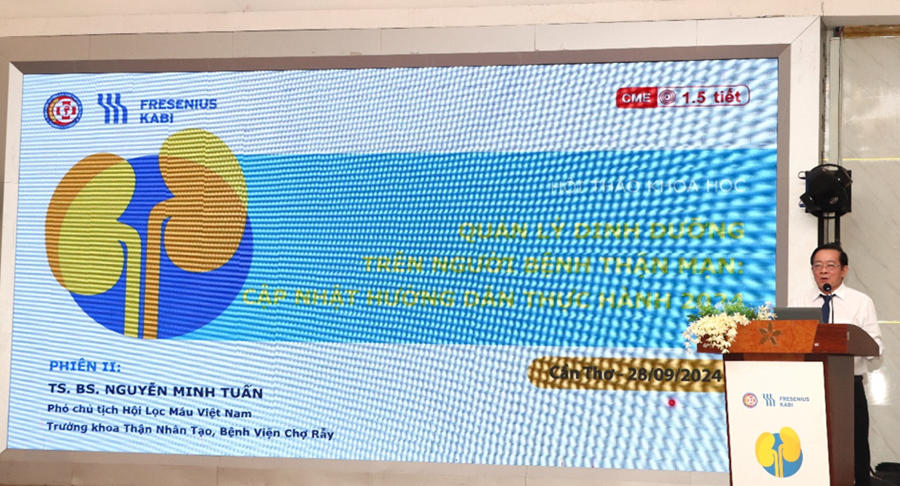 FRESENIUS
KABI
CME 1.5 tiết
HỘI THẢO KHOA HỌC
QUẢN LÝ DINH DƯỠNG
TRÊN NGƯỜI BỆNH THẬN MẠN:
CẬP NHẬT HƯỚNG DẪN THỰC HÀNH 2024
PHIÊN II:
TS. BS. NGUYỄN MINH TUẤN
Phó chủ tịch Hội Lọc Máu Việt Nam
Trưởng khoa Thận Nhân Tạo, Bệnh Viện Chợ Rẫy
Cần Thơ - 28/09/2024
FRESENIUS
KABI